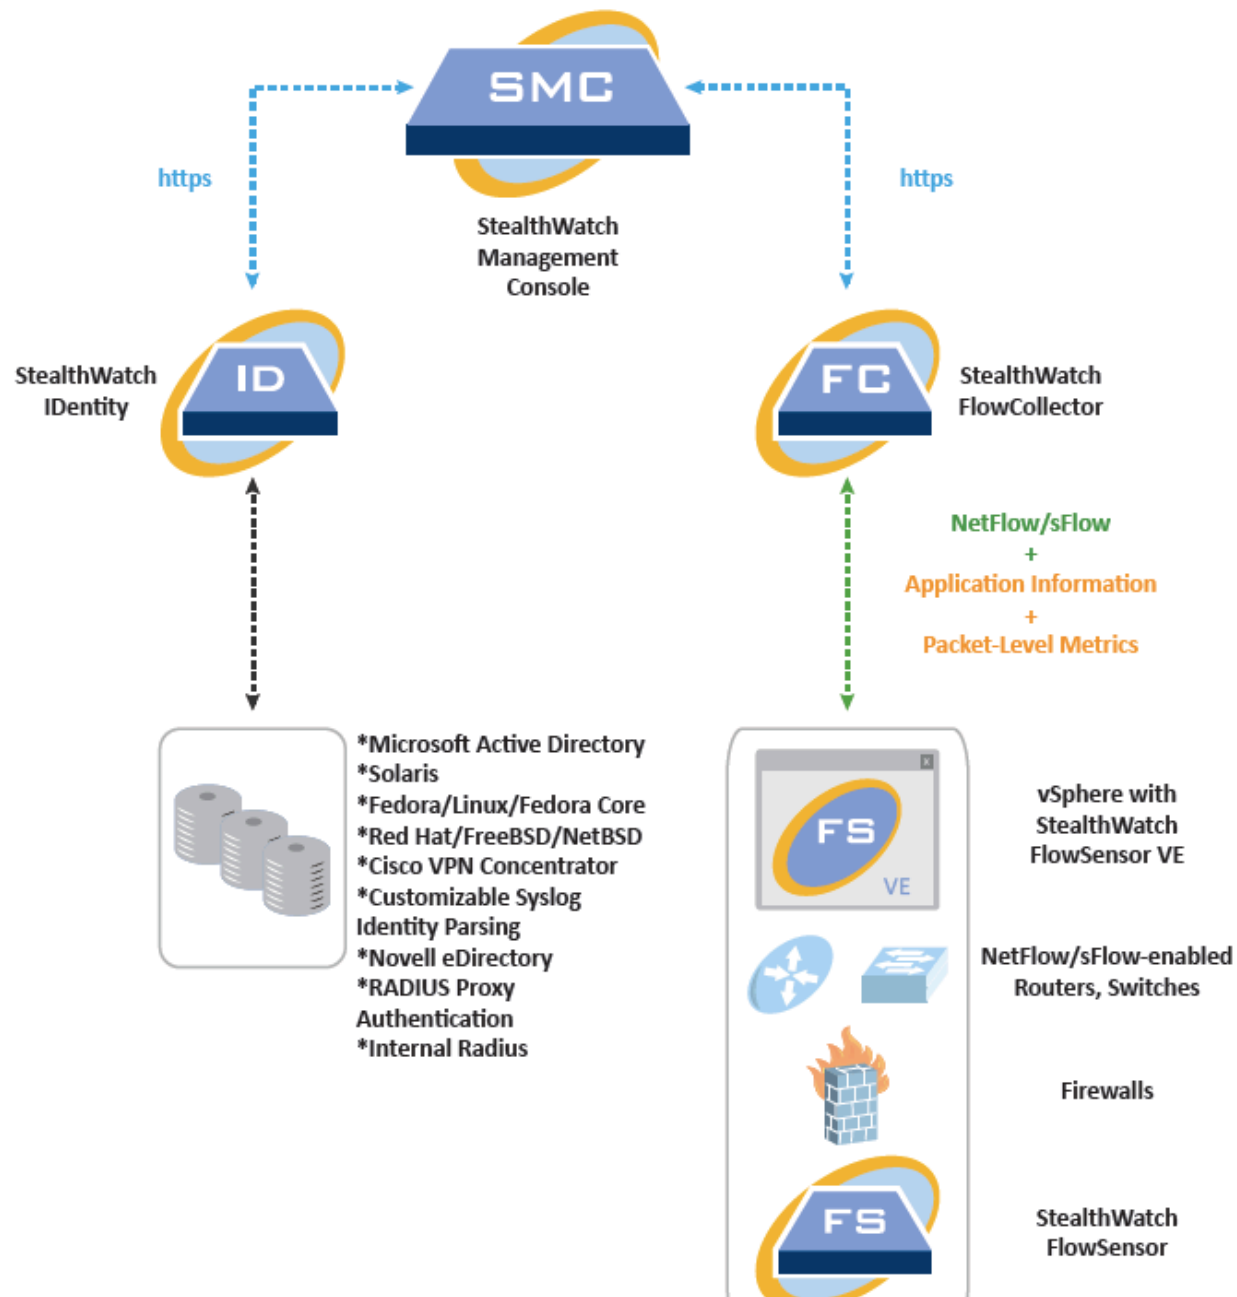 SMC
https
https
StealthWatch
Management
Console
StealthWatch
IDentity
ID
FC
StealthWatch
FlowCollector
NetFlow/sFlow
+
Application Information
+
Packet-Level Metrics
*Microsoft Active Directory
*Solaris
*Fedora/Linux/Fedora Core
*Red Hat/FreeBSD/NetBSD
*Cisco VPN Concentrator
*Customizable Syslog
Identity Parsing
*Novell eDirectory
*RADIUS Proxy
Authentication
*Internal Radius
x
FS
VE
vSphere with
StealthWatch
FlowSensor VE
NetFlow/sFlow-enabled
Routers, Switches
Firewalls
FS
StealthWatch
FlowSensor